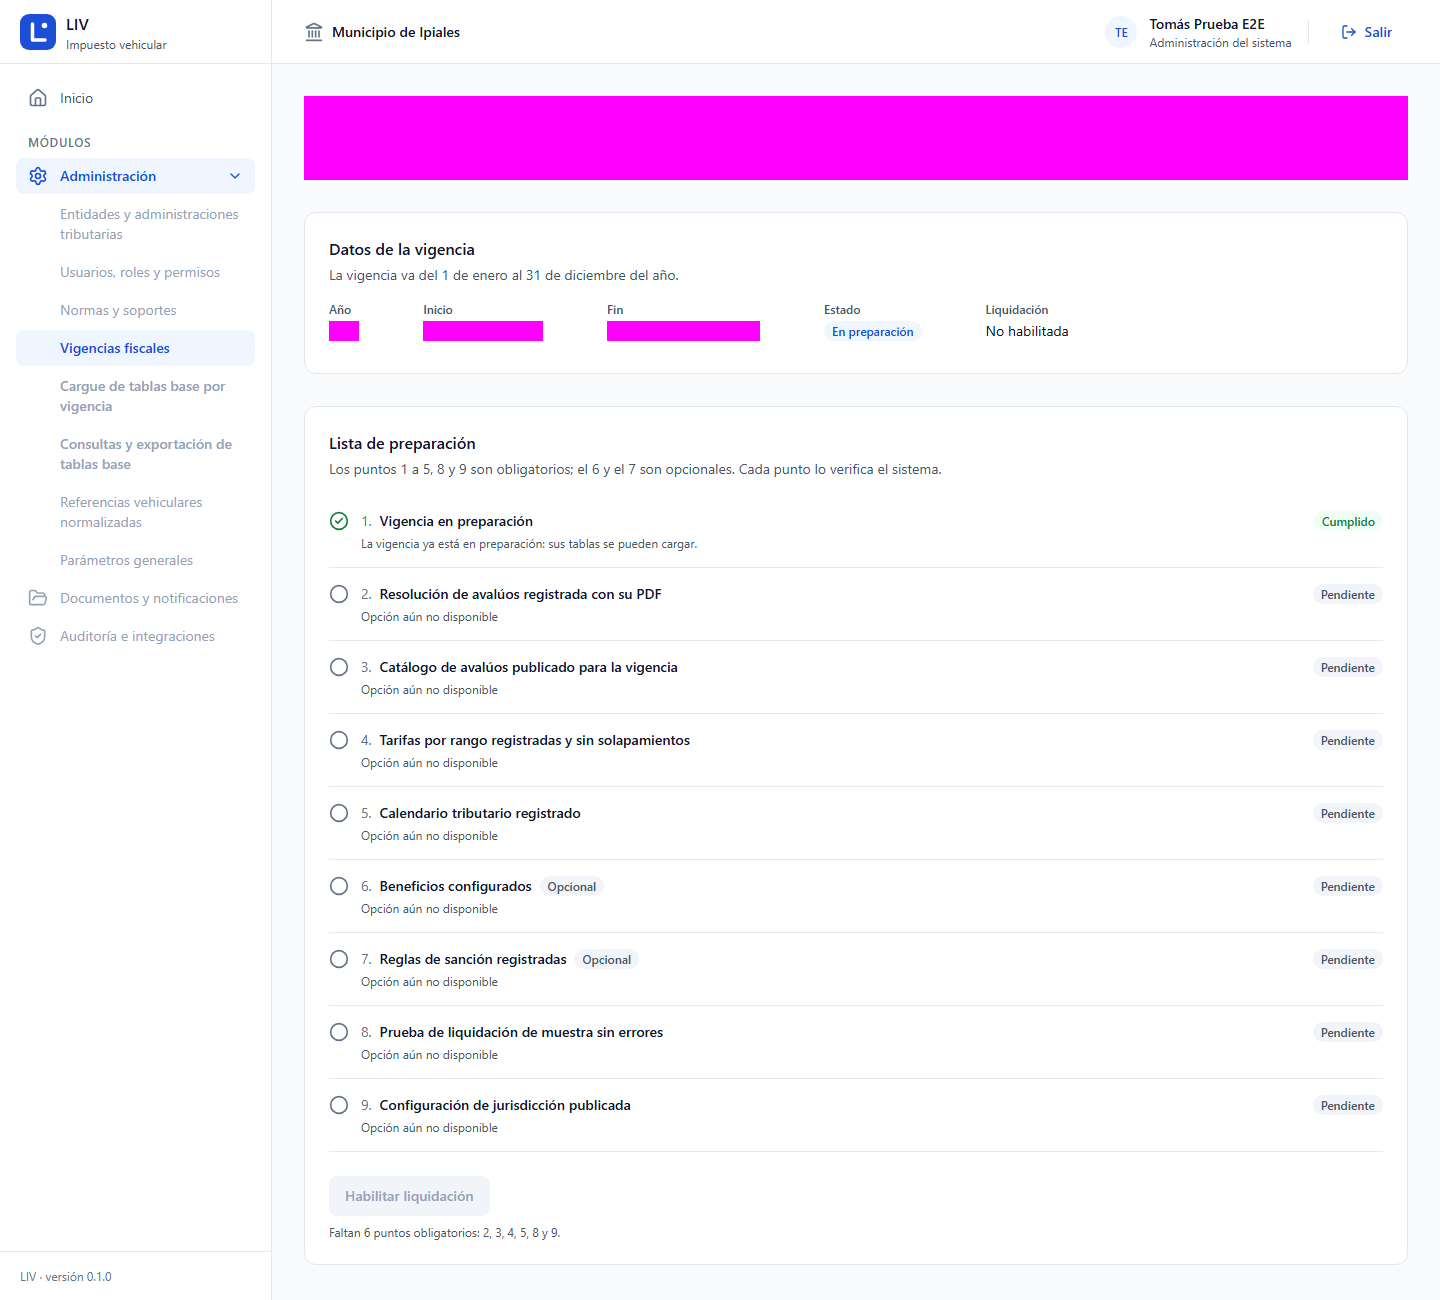 LIV
Impuesto vehicular
Municipio de Ipiales
TE
Tomás Prueba E2E
Administración del sistema
Salir
Inicio
MÓDULOS
Administración
Entidades y administraciones
tributarias
Usuarios, roles y permisos
Normas y soportes
Vigencias fiscales
Cargue de tablas base por
vigencia
Consultas y exportación de
tablas base
Referencias vehiculares
normalizadas
Parámetros generales
Documentos y notificaciones
Auditoría e integraciones
LIV · versión 0.1.0
Datos de la vigencia
La vigencia va del 1 de enero al 31 de diciembre del año.
Año
Inicio
Fin
Estado
En preparación
Liquidación
No habilitada
Lista de preparación
Los puntos 1 a 5, 8 y 9 son obligatorios; el 6 y el 7 son opcionales. Cada punto lo verifica el sistema.
1. Vigencia en preparación
Cumplido
La vigencia ya está en preparación: sus tablas se pueden cargar.
2. Resolución de avalúos registrada con su PDF
Pendiente
Opción aún no disponible
3. Catálogo de avalúos publicado para la vigencia
Pendiente
Opción aún no disponible
4. Tarifas por rango registradas y sin solapamientos
Pendiente
Opción aún no disponible
5. Calendario tributario registrado
Pendiente
Opción aún no disponible
6. Beneficios configurados Opcional
Pendiente
Opción aún no disponible
7. Reglas de sanción registradas Opcional
Pendiente
Opción aún no disponible
8. Prueba de liquidación de muestra sin errores
Pendiente
Opción aún no disponible
9. Configuración de jurisdicción publicada
Pendiente
Opción aún no disponible
Habilitar liquidación
Faltan 6 puntos obligatorios: 2, 3, 4, 5, 8 y 9.